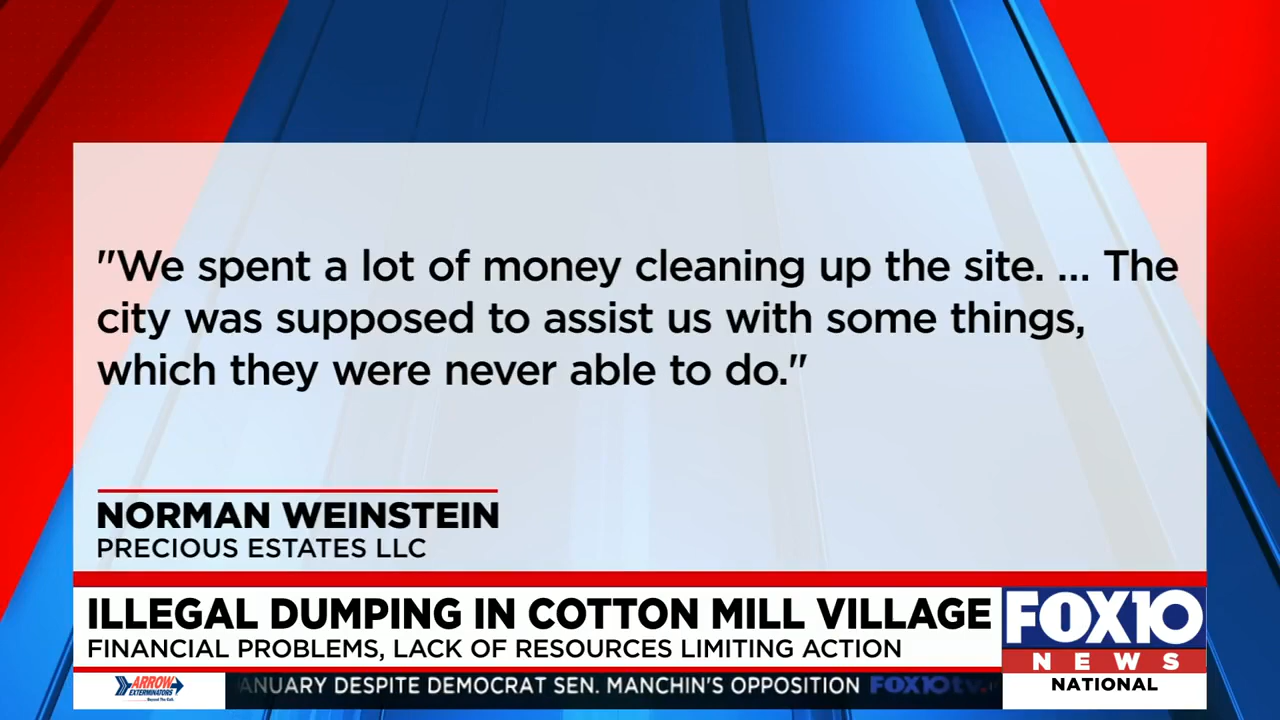 "We spent a lot of money cleaning up the site. ... The
city was supposed to assist us with some things,
which they were never able to do."
NORMAN WEINSTEIN
PRECIOUS ESTATES LLC
ILLEGAL DUMPING IN COTTON MILL VILLAGE
FINANCIAL PROBLEMS, LACK OF RESOURCES LIMITING ACTION
FOX10
NEWS
NATIONAL
ARROW
EXTERMINATORS
ANUARY DESPITE DEMOCRAT SEN. MANCHIN'S OPPOSITION FOX10tv.